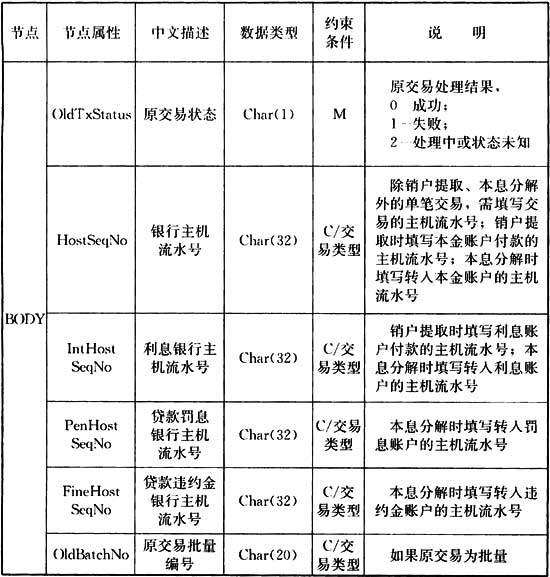 节点 节点属性 中文描述 数据类型 约束条件 说 明
BODY
OldTxStatus 原交易状态 Char(1) M
原交易处理结果,
0 成功;
1—失败;
2—处理中或状态未知
HostSeqNo 银行主机流水号 Char(32) C/交易类型
除销户提取、本息分解
外的单笔交易,需填写交
易的主机流水号;销户提
取时填写本金账户付款的
主机流水号;本息分解时
填写转入本金账户的主机
流水号
IntHost SeqNo 利息银行主机流水号 Char(32) C/交易类型
销户提取时填写利息账
户付款的主机流水号;本
息分解时填写转入利息账
户的主机流水号
PenHost SeqNo 贷款罚息银行主机流水号 Char(32) C/交易类型
本息分解时填写转入罚
息账户的主机流水号
FineHost SeqNo 贷款违约金银行主机流水号 Char(32) C/交易类型
本息分解时填写转入违
约金账户的主机流水号
OldBatchNo 原交易批量编号 Char(20) C/交易类型
如果原交易为批量